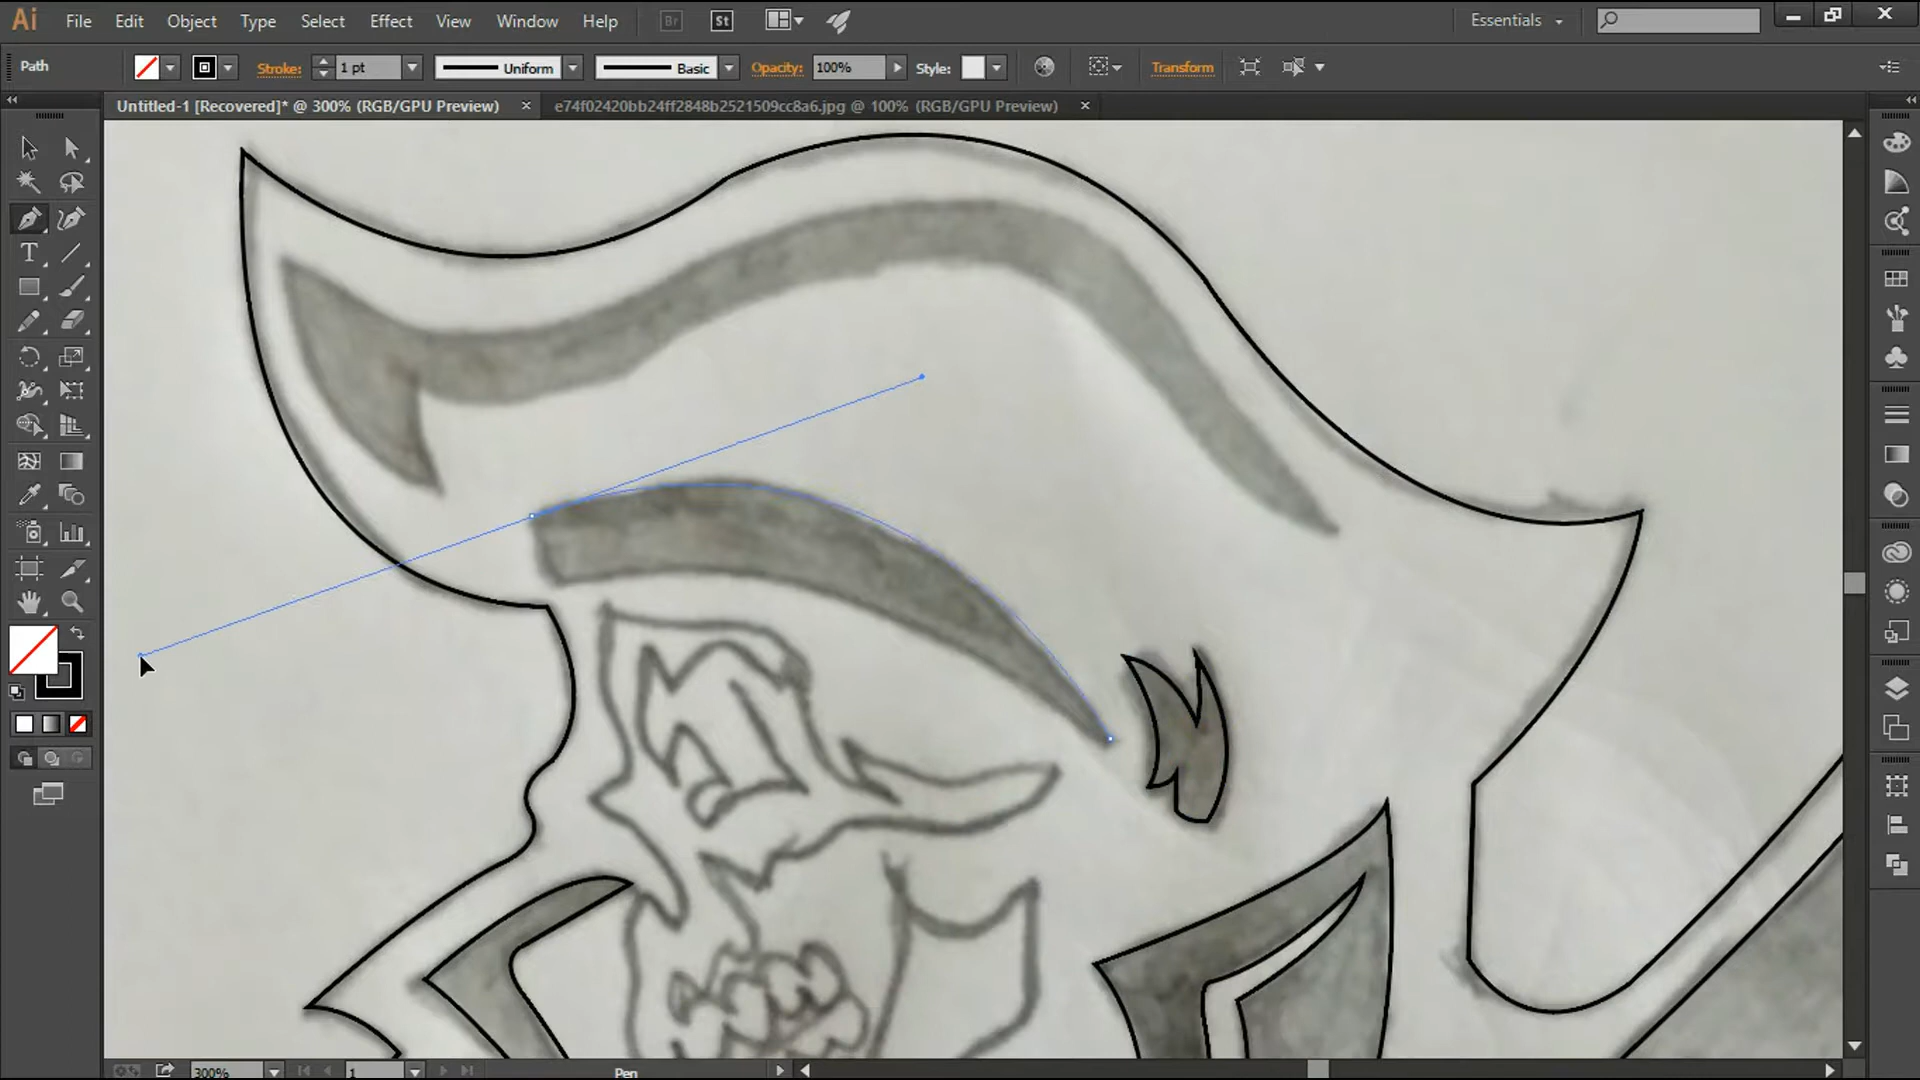 Ai File Edit Object Type Select Effect View Window Help Br St Essentials
Path Stroke: 1 pt Uniform Basic Opacity: 100% Style: Transform
Untitled-1 [Recovered]* @ 300% (RGB/GPU Preview) × e74f02420bb24ff2848b2521509cc8a6.jpg @ 100% (RGB/GPU Preview) ×
T
300% 1 Pen